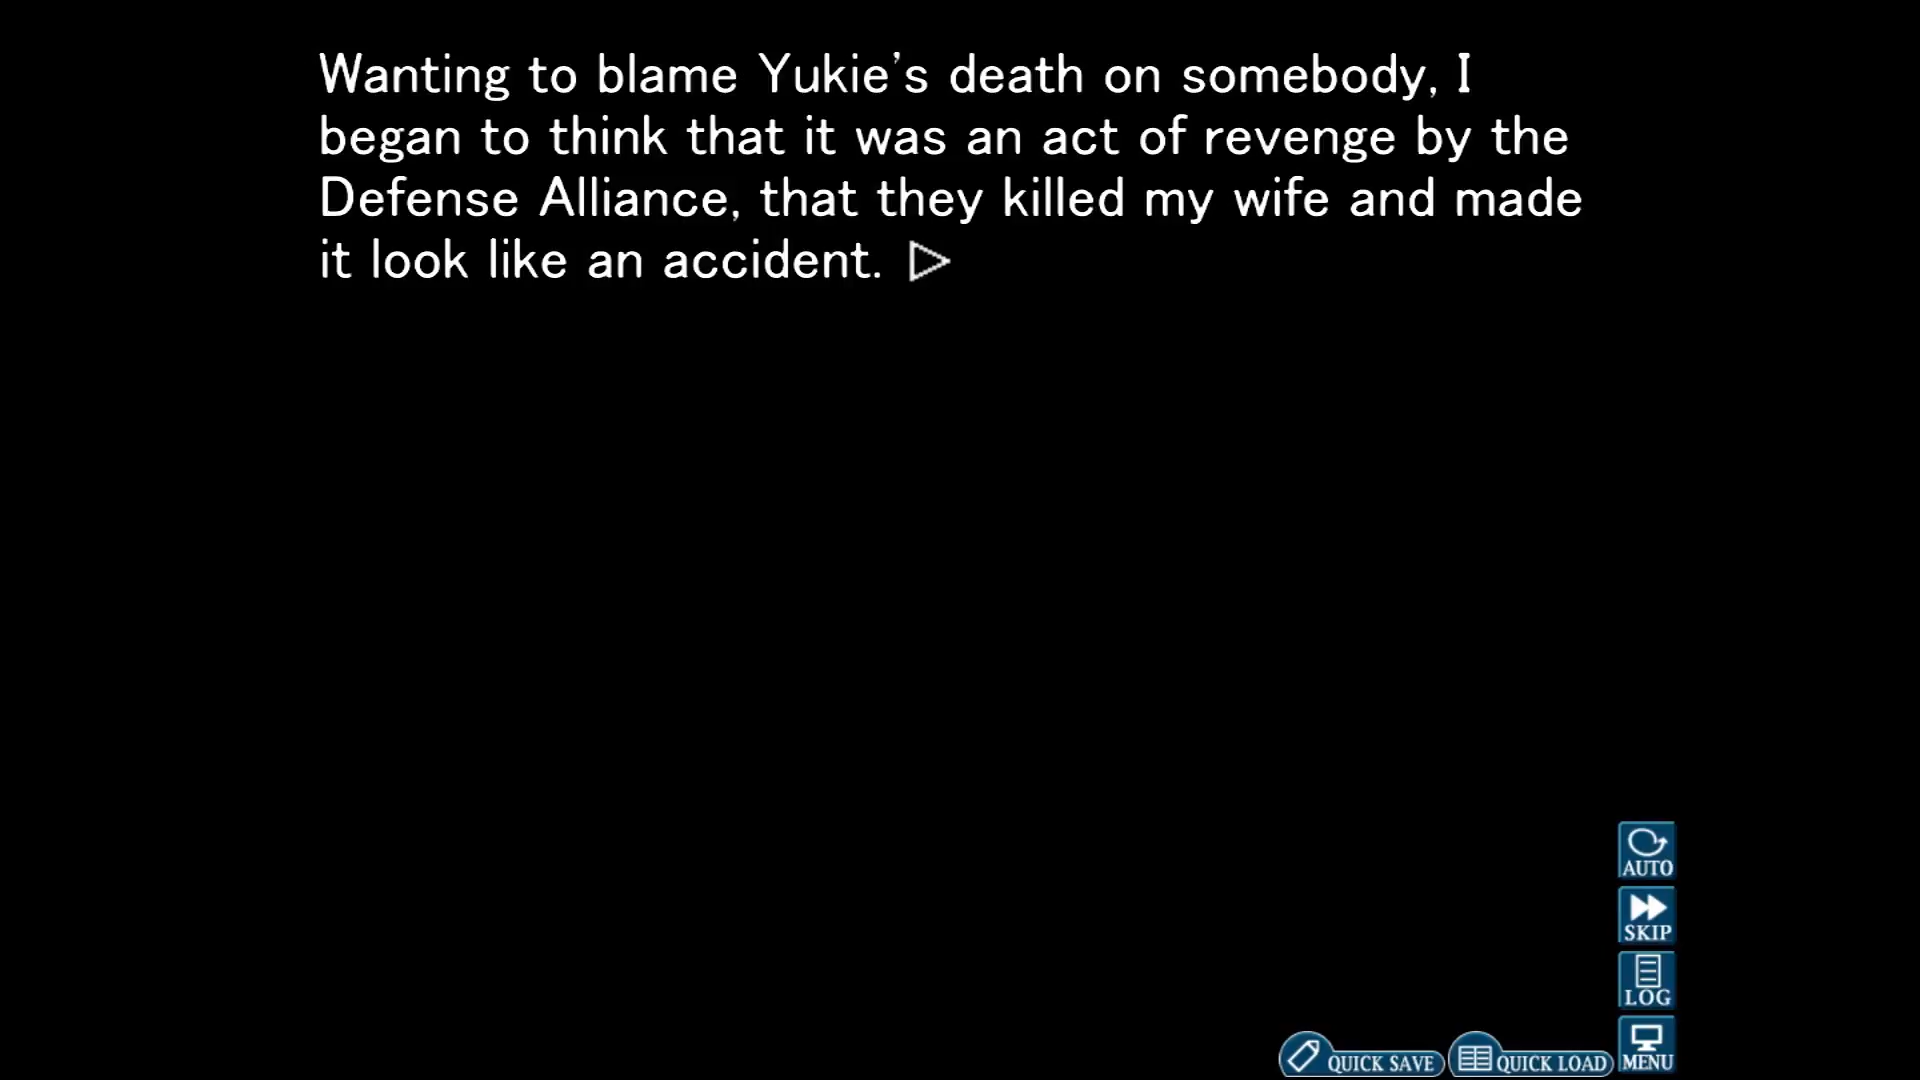 Wanting to blame Yukie’s death on somebody, I
began to think that it was an act of revenge by the
Defense Alliance, that they killed my wife and made
it look like an accident.
AUTO
SKIP
LOG
MENU
QUICK SAVE
QUICK LOAD